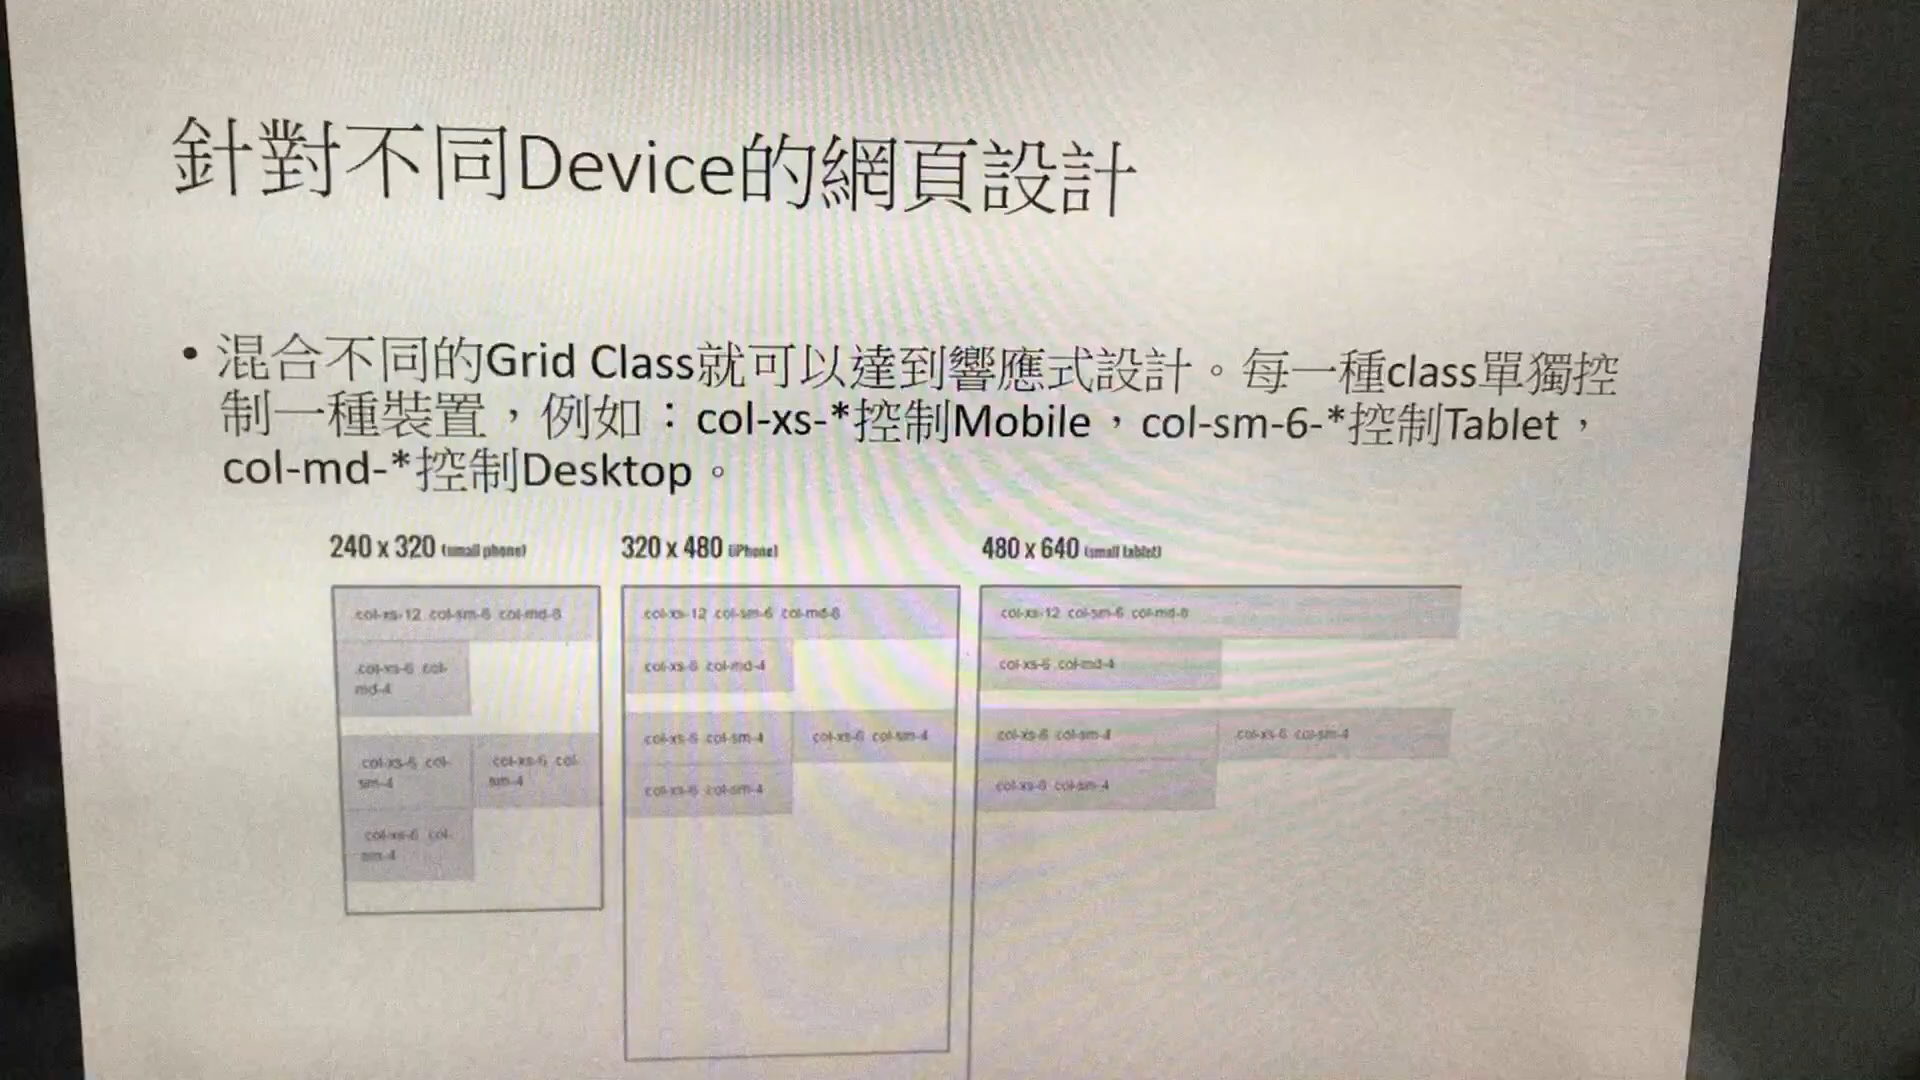 針對不同Device的網頁設計
• 混合不同的Grid Class就可以達到響應式設計。每一種class單獨控
制一種裝置，例如：col-xs-*控制Mobile，col-sm-6-*控制Tablet，
col-md-*控制Desktop。
240 x 320 (small phone)
320 x 480 (iPhone)
480 x 640 (small tablet)
col-xs-12 col-sm-6 col-md-8
col-xs-6 col-
md-4
col-xs-6 col-
sm-4
col-xs-6 col-
sm-4
col-xs-6 col-
sm-4
col-xs-12 col-sm-6 col-md-8
col-xs-6 col-md-4
col-xs-6 col-sm-4
col-xs-6 col-sm-4
col-xs-6 col-sm-4
col-xs-12 col-sm-6 col-md-8
col-xs-6 col-md-4
col-xs-6 col-sm-4
col-xs-6 col-sm-4
col-xs-6 col-sm-4